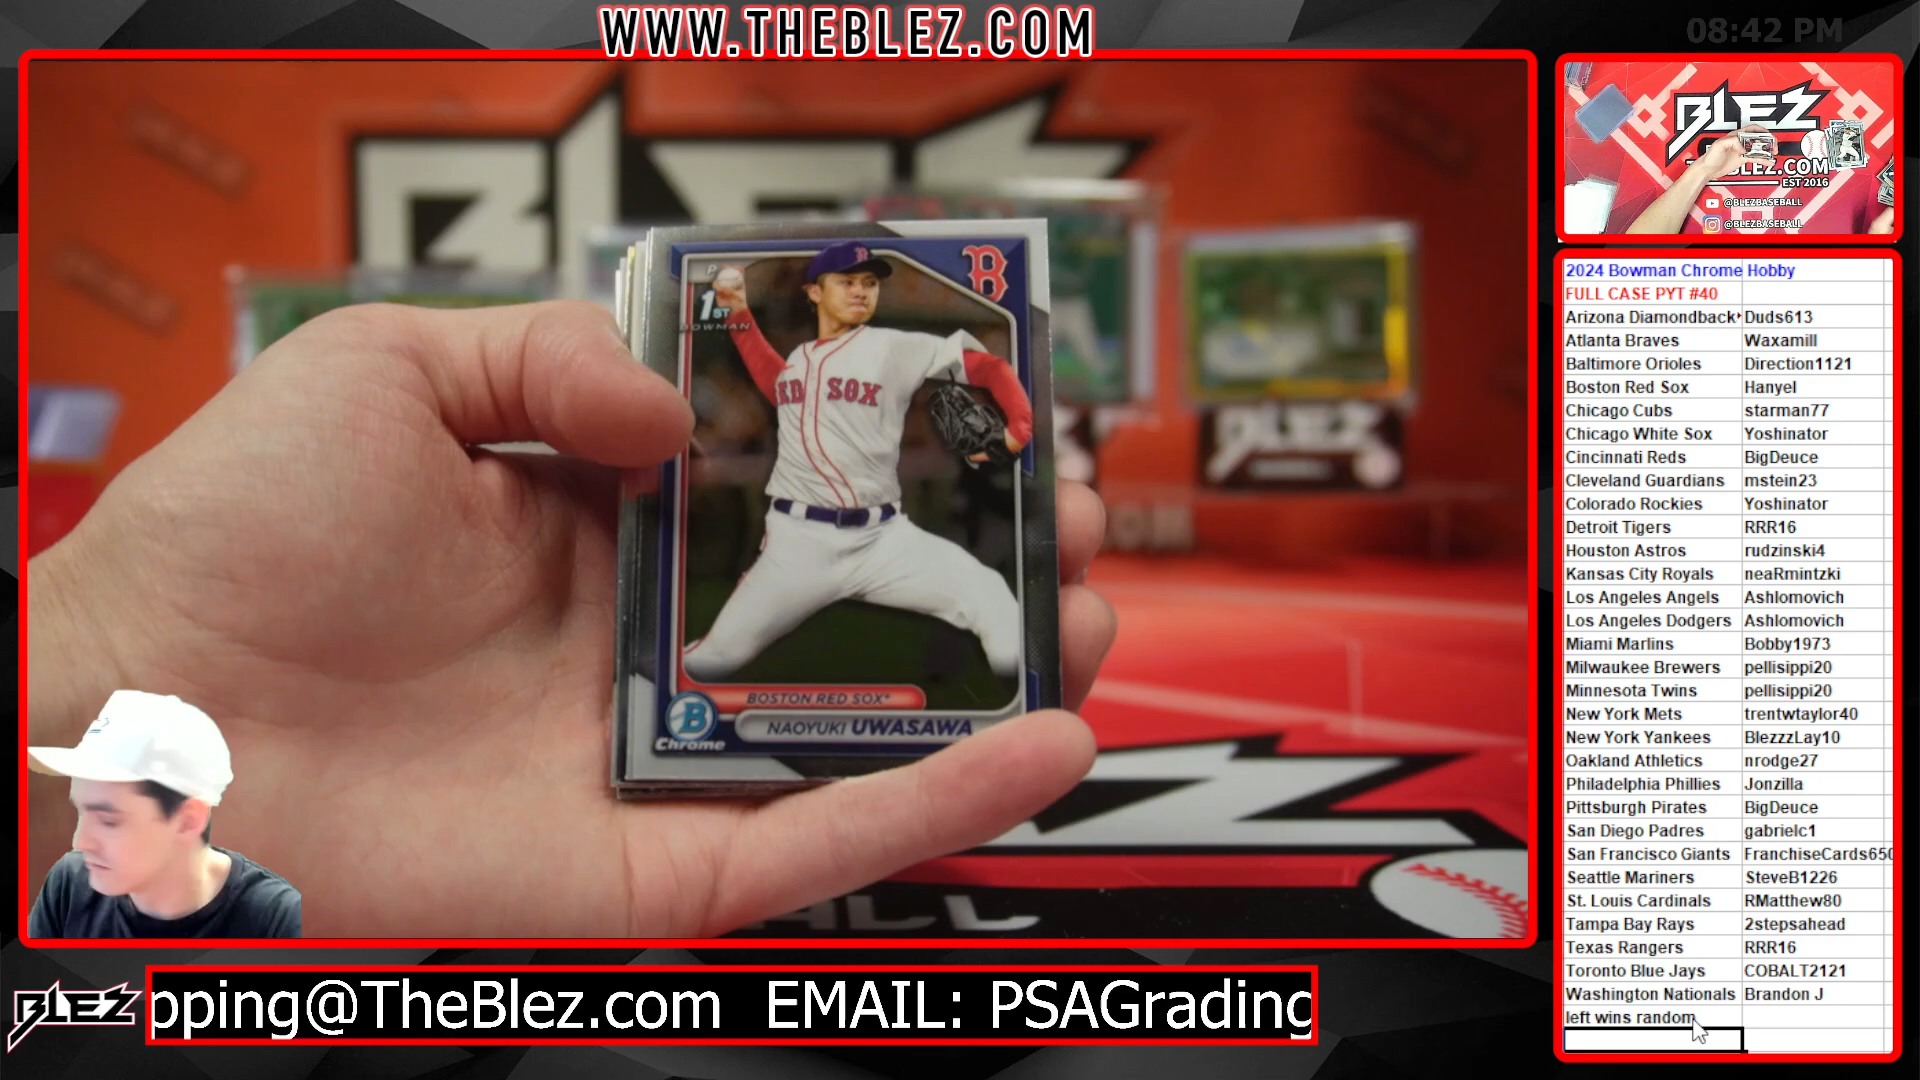 WWW.THEBLEZ.COM
08:42 PM
BLEZ
1ST
BOWMAN
B
RED SOX
BOSTON RED SOX*
NAOYUKI UWASAWA
B
Chrome
BLEZ
.COM
EST 2016
@BLEZBASEBALL
@BLEZBASEBALL
2024 Bowman Chrome Hobby
FULL CASE PYT #40
Arizona Diamondback Duds613
Atlanta Braves Waxamill
Baltimore Orioles Direction1121
Boston Red Sox Hanyel
Chicago Cubs starman77
Chicago White Sox Yoshinator
Cincinnati Reds BigDeuce
Cleveland Guardians mstein23
Colorado Rockies Yoshinator
Detroit Tigers RRR16
Houston Astros rudzinski4
Kansas City Royals neaRmintzki
Los Angeles Angels Ashlomovich
Los Angeles Dodgers Ashlomovich
Miami Marlins Bobby1973
Milwaukee Brewers pellisippi20
Minnesota Twins pellisippi20
New York Mets trentwtaylor40
New York Yankees BlezzzLay10
Oakland Athletics nrodge27
Philadelphia Phillies Jonzilla
Pittsburgh Pirates BigDeuce
San Diego Padres gabrielc1
San Francisco Giants FranchiseCards650
Seattle Mariners SteveB1226
St. Louis Cardinals RMatthew80
Tampa Bay Rays 2stepsahead
Texas Rangers RRR16
Toronto Blue Jays COBALT2121
Washington Nationals Brandon J
left wins random
BLEZ
pping@TheBlez.com EMAIL: PSAGrading